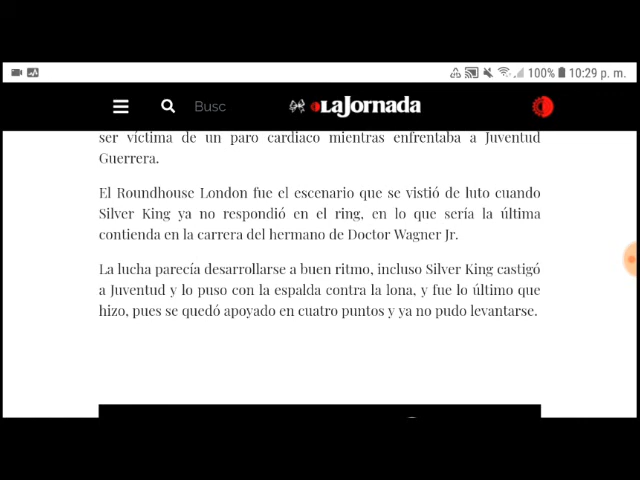 100% 10:29 p. m.
Busc
LaJornada
ser víctima de un paro cardiaco mientras enfrentaba a Juventud
Guerrera.
El Roundhouse London fue el escenario que se vistió de luto cuando
Silver King ya no respondió en el ring, en lo que sería la última
contienda en la carrera del hermano de Doctor Wagner Jr.
La lucha parecía desarrollarse a buen ritmo, incluso Silver King castigó
a Juventud y lo puso con la espalda contra la lona, y fue lo último que
hizo, pues se quedó apoyado en cuatro puntos y ya no pudo levantarse.